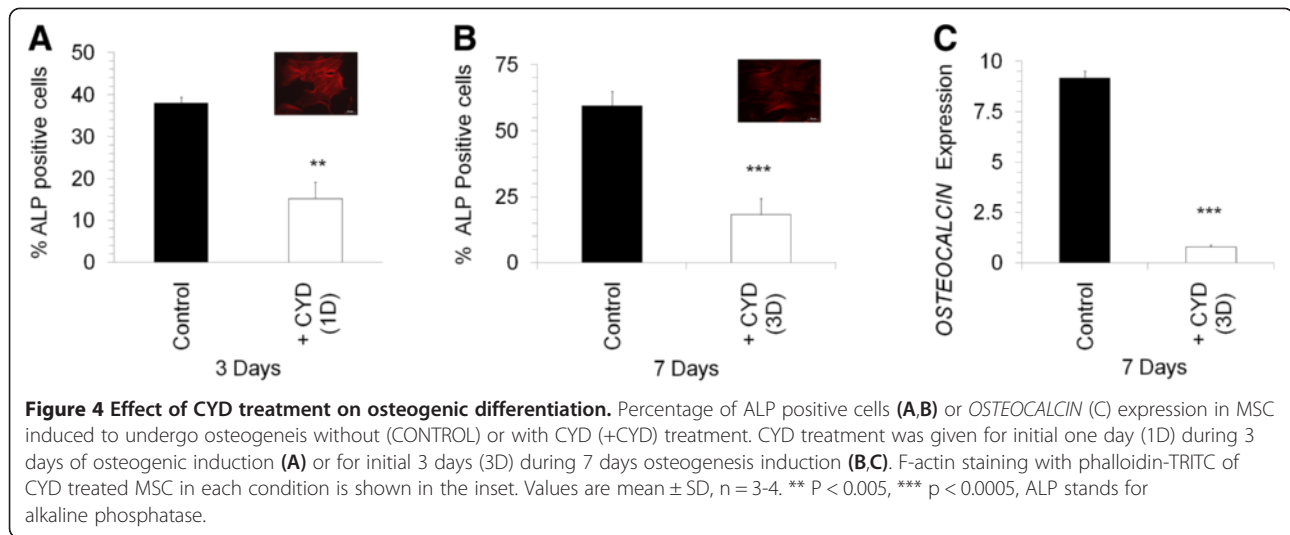 A
50
40
30
20
10
0
% ALP positive cells
**
Control
+ CYD
(1D)
3 Days
B
75
50
25
0
% ALP Positive cells
***
Control
+ CYD
(3D)
7 Days
C
10
7.5
5
2.5
0
OSTEOCALCIN Expression
***
Control
+ CYD
(3D)
7 Days
Figure 4 Effect of CYD treatment on osteogenic differentiation. Percentage of ALP positive cells (A,B) or OSTEOCALCIN (C) expression in MSC
induced to undergo osteogeneis without (CONTROL) or with CYD (+CYD) treatment. CYD treatment was given for initial one day (1D) during 3
days of osteogenic induction (A) or for initial 3 days (3D) during 7 days osteogenesis induction (B,C). F-actin staining with phalloidin-TRITC of
CYD treated MSC in each condition is shown in the inset. Values are mean ± SD, n = 3-4. ** P < 0.005, *** p < 0.0005, ALP stands for
alkaline phosphatase.